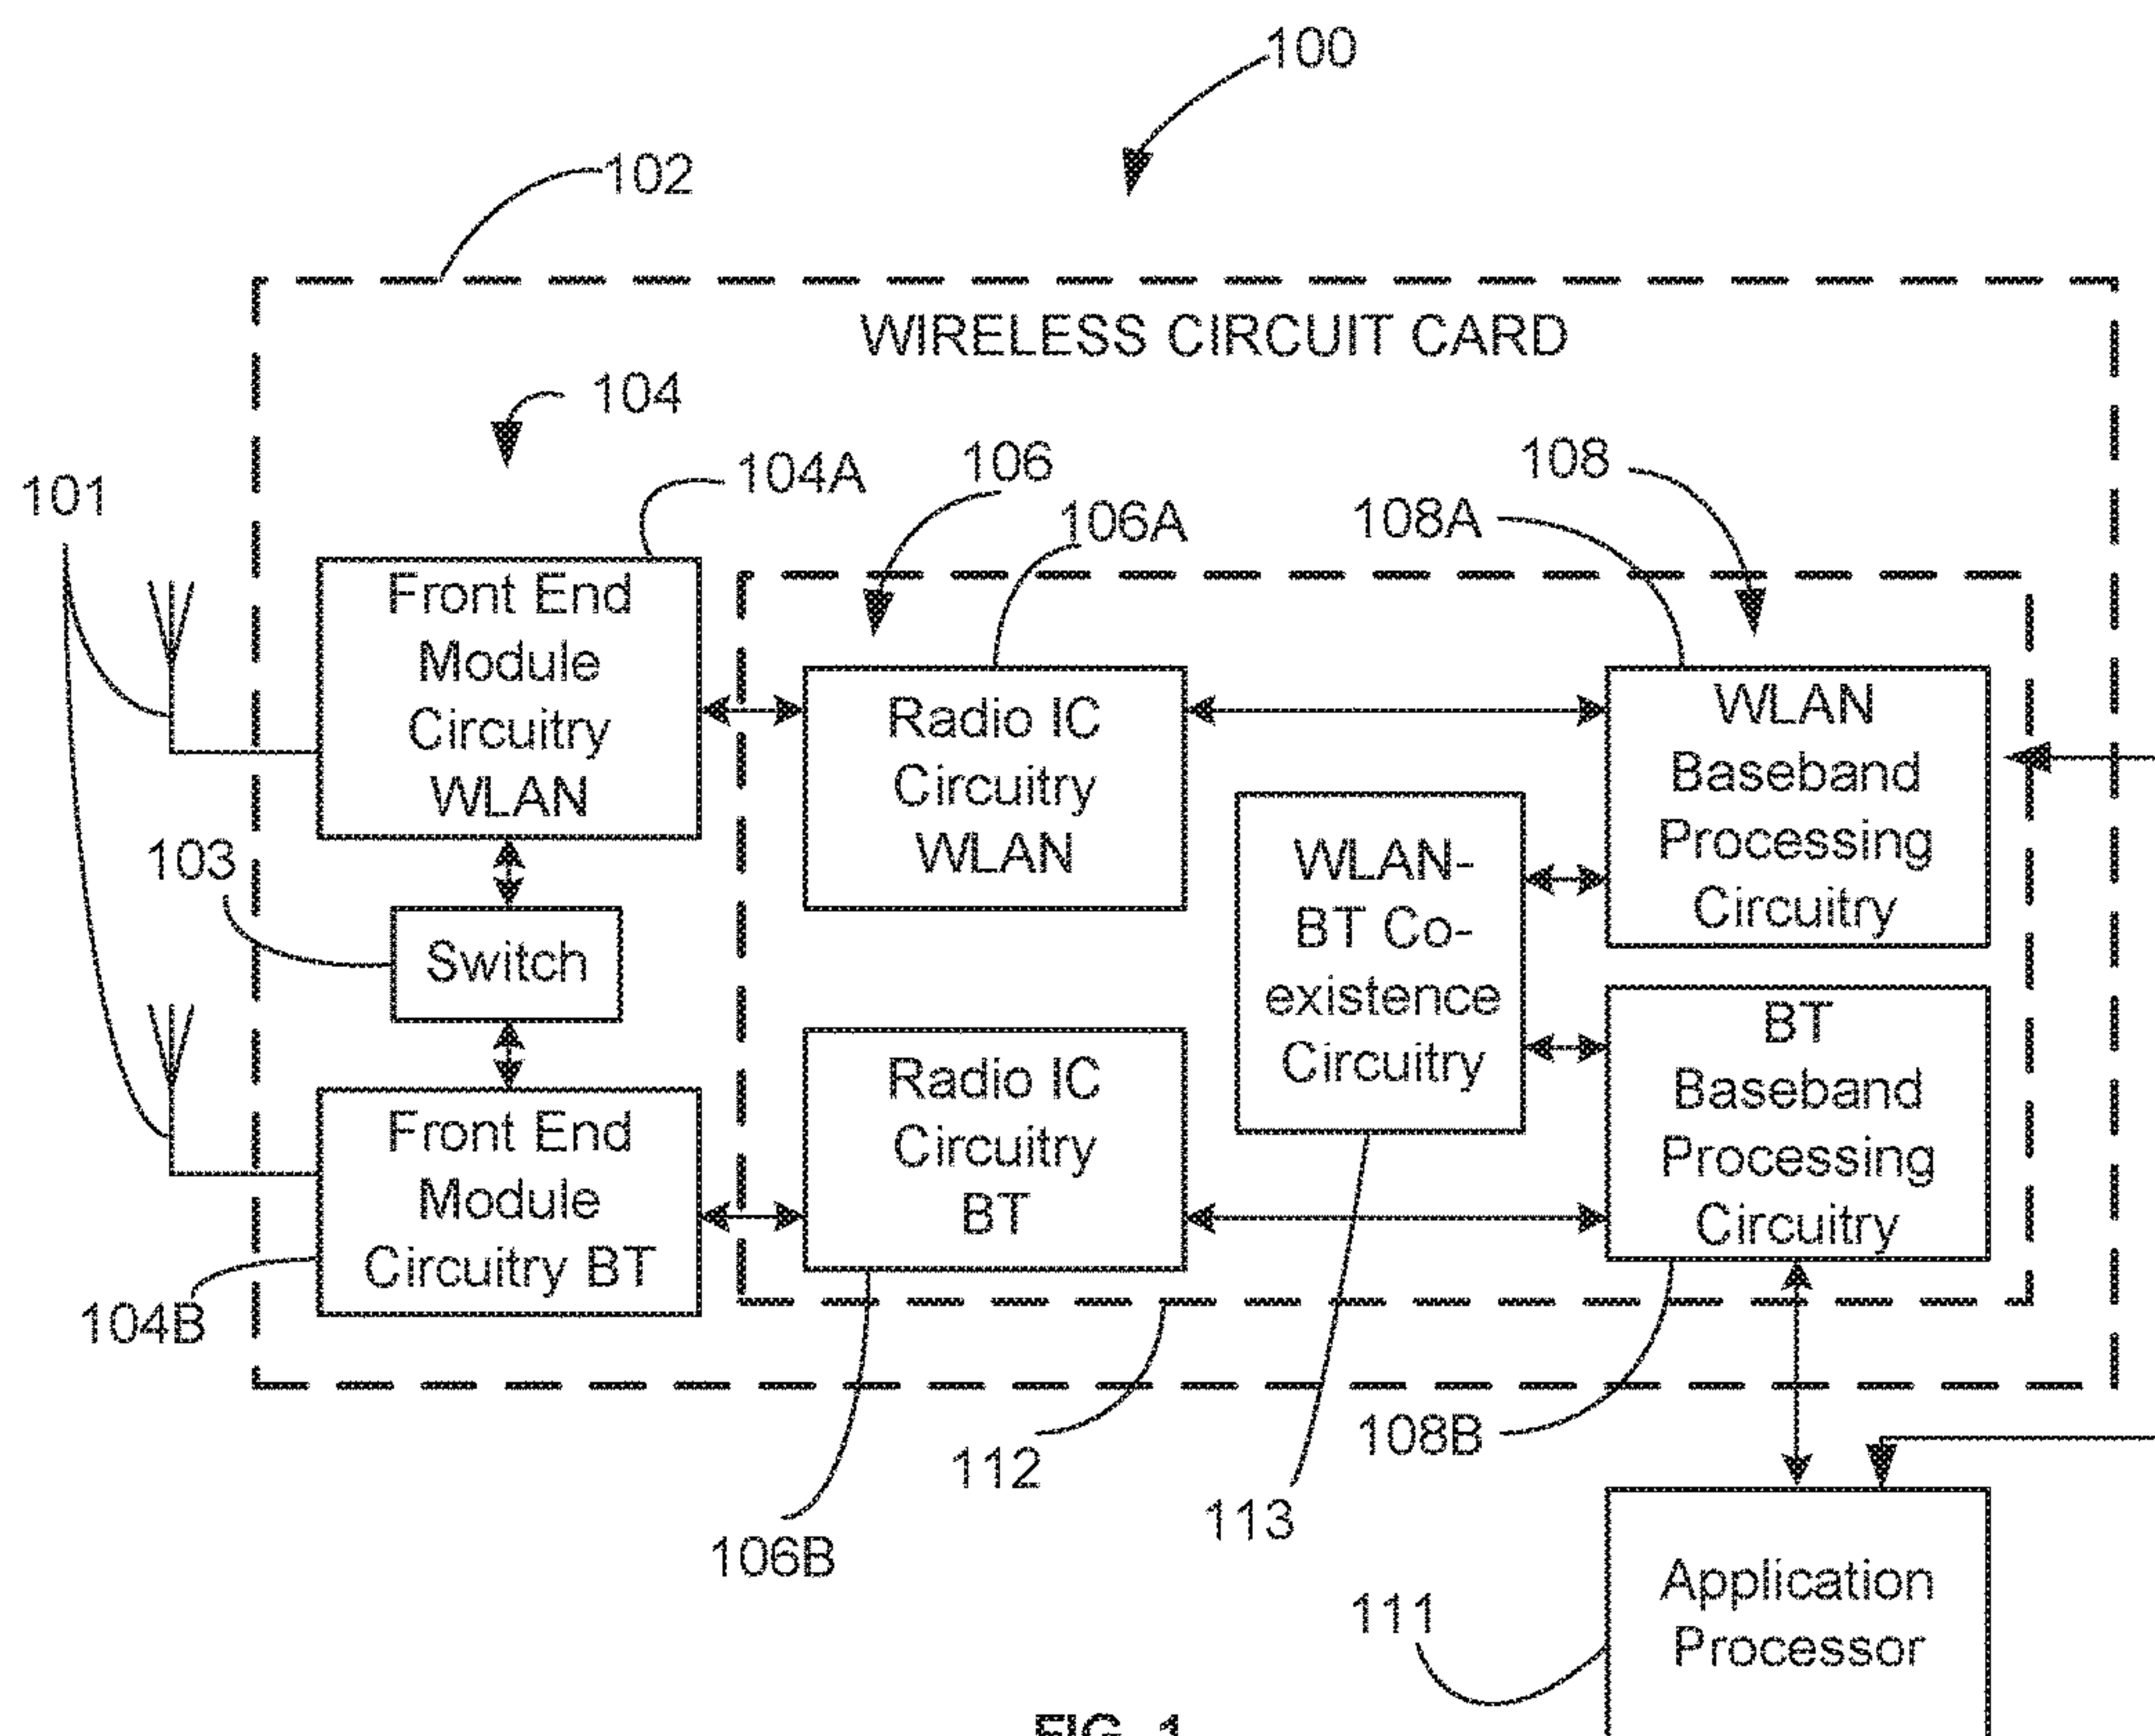 100
102
WIRELESS CIRCUIT CARD
104
101
104A
106
106A
108
108A
Front End
Module
Circuitry
WLAN
Radio IC
Circuitry
WLAN
WLAN
Baseband
Processing
Circuitry
103
Switch
WLAN-
BT Co-
existence
Circuitry
Front End
Module
Circuitry BT
Radio IC
Circuitry
BT
BT
Baseband
Processing
Circuitry
104B
112
108B
113
106B
111
Application
Processor
FIG. 1